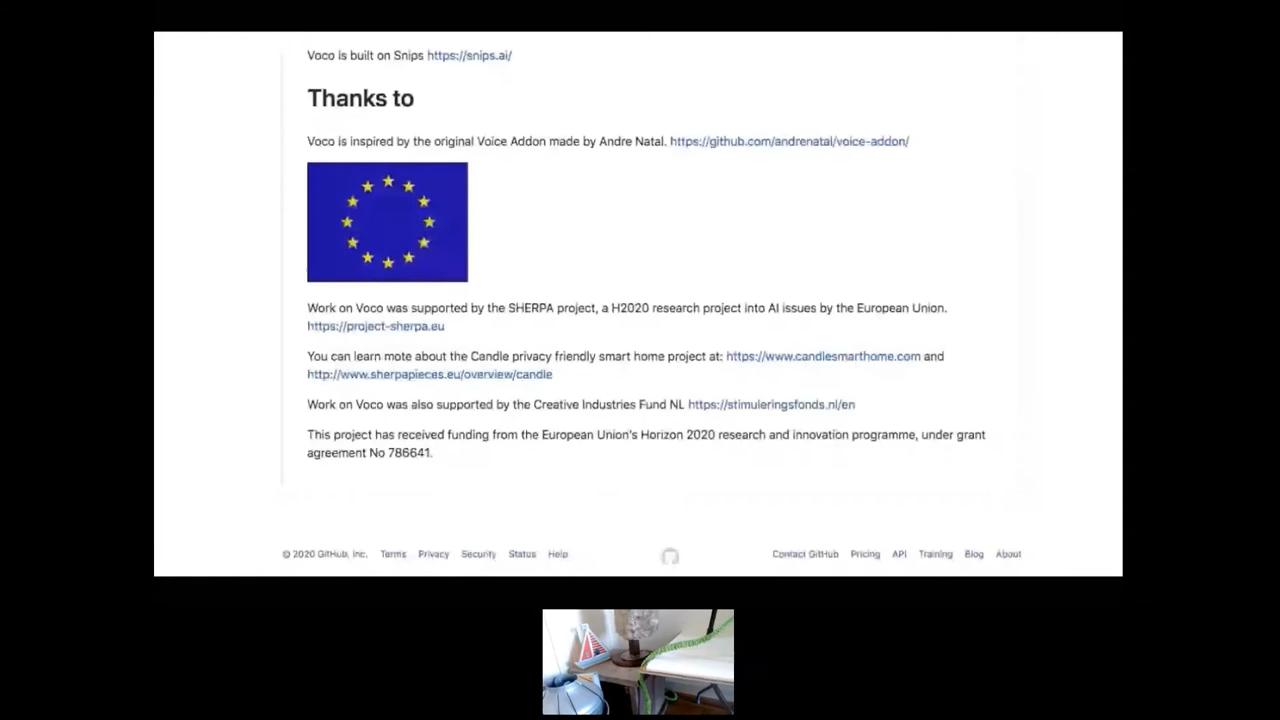 Voco is built on Snips https://snips.ai/
Thanks to
Voco is inspired by the original Voice Addon made by Andre Natal. https://github.com/andrenatal/voice-addon/
Work on Voco was supported by the SHERPA project, a H2020 research project into AI issues by the European Union.
https://project-sherpa.eu
You can learn mote about the Candle privacy friendly smart home project at: https://www.candlesmarthome.com and
http://www.sherpapieces.eu/overview/candle
Work on Voco was also supported by the Creative Industries Fund NL https://stimuleringsfonds.nl/en
This project has received funding from the European Union's Horizon 2020 research and innovation programme, under grant
agreement No 786641.
© 2020 GitHub, Inc. Terms Privacy Security Status Help Contact GitHub Pricing API Training Blog About